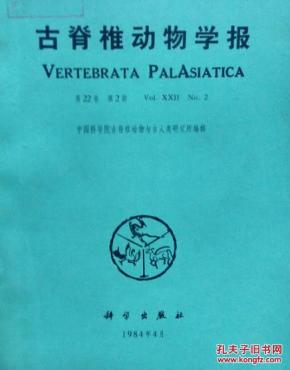 古脊椎动物学报
VERTEBRATA PALASIATICA
第22卷 第2期 Vol. XXII No. 2
中国科学院古脊椎动物与古人类研究所编辑
科学出版社
1984年4月
孔夫子旧书网